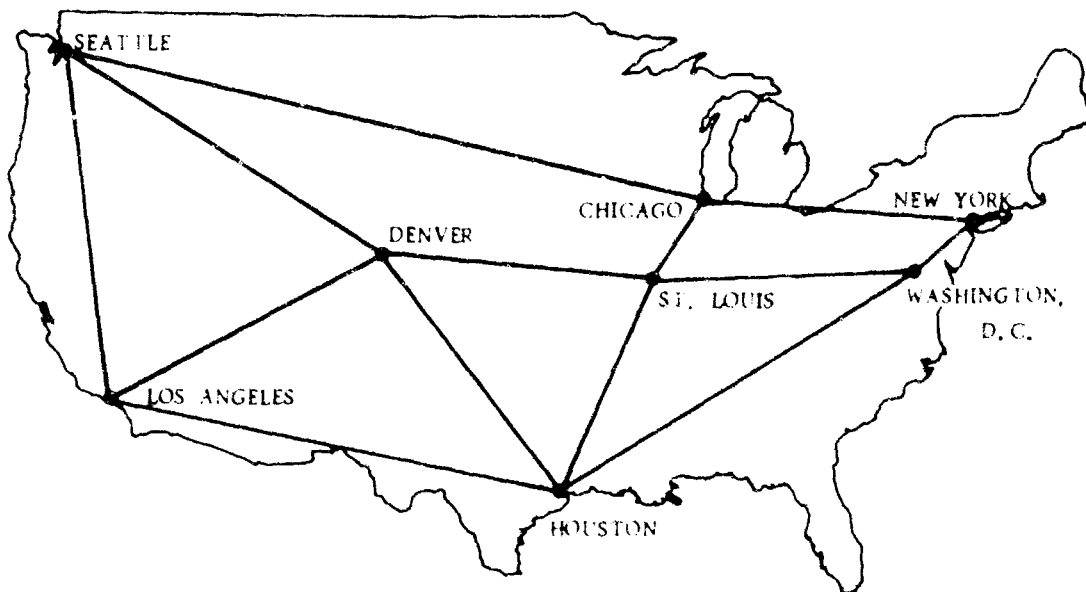 SEATTLE
CHICAGO
NEW YORK
DENVER
ST. LOUIS
WASHINGTON,
D.C.
LOS ANGELES
HOUSTON